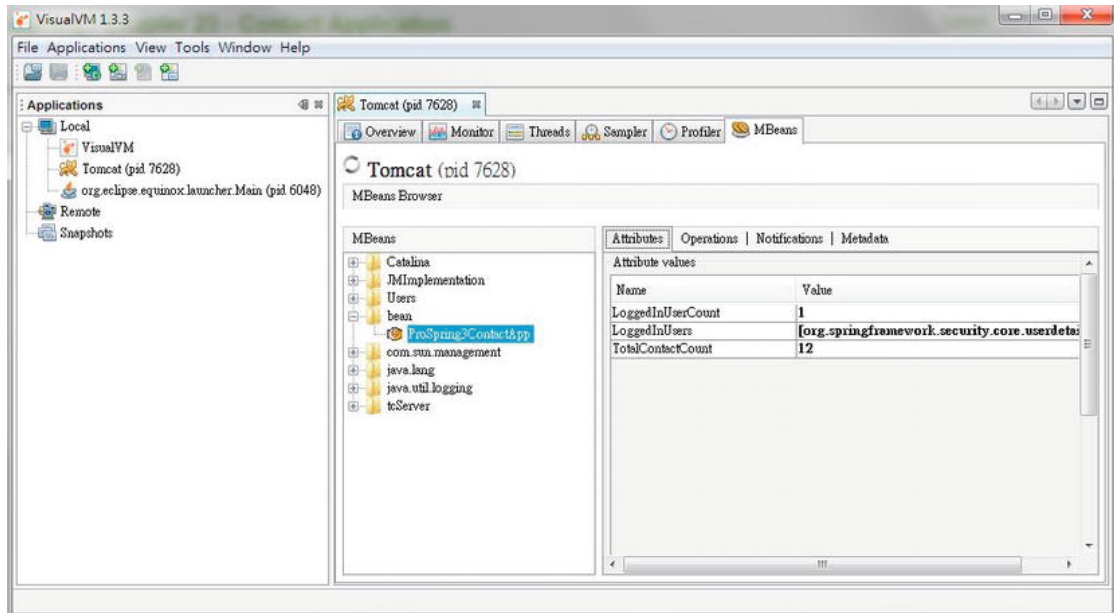 VisualVM 1.3.3
File Applications View Tools Window Help
Applications
Local
VisualVM
Tomcat (pid 7628)
org.eclipse.equinox.launcher.Main (pid 6048)
Remote
Snapshots
Tomcat (pid 7628)
Overview Monitor Threads Sampler Profiler MBeans
Tomcat (pid 7628)
MBeans Browser
MBeans
Catalina
JMImplementation
Users
bean
ProSpring3ContactApp
com.sun.management
java.lang
java.util.logging
tcServer
Attributes Operations | Notifications | Metadata
Attribute values
Name Value
LoggedInUserCount 1
LoggedInUsers [org.springframework.security.core.userdetai
TotalContactCount 12